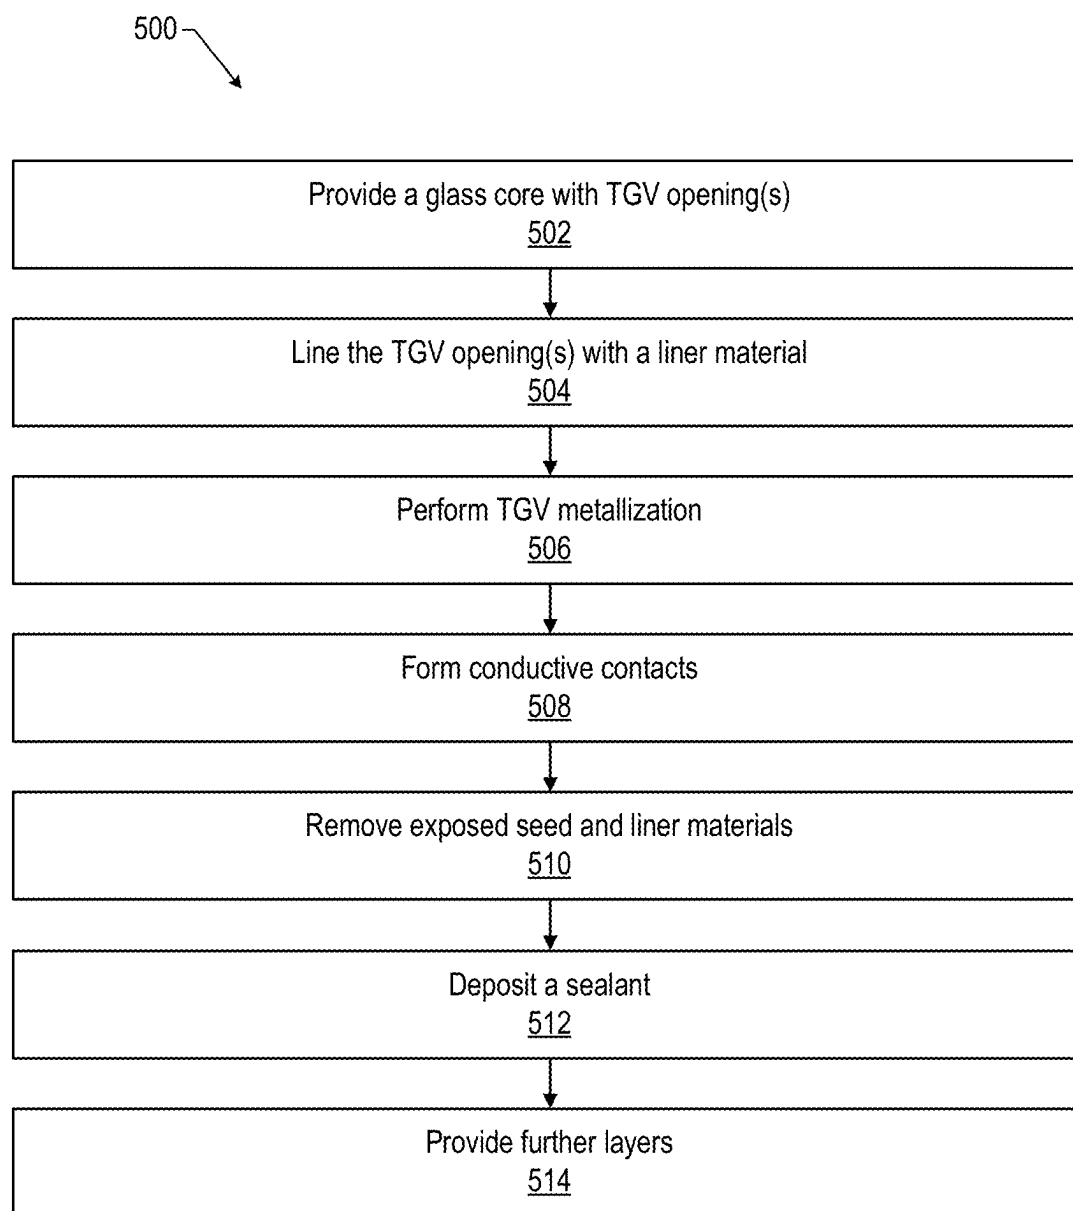 500
Provide a glass core with TGV opening(s)
502
Line the TGV opening(s) with a liner material
504
Perform TGV metallization
506
Form conductive contacts
508
Remove exposed seed and liner materials
510
Deposit a sealant
512
Provide further layers
514